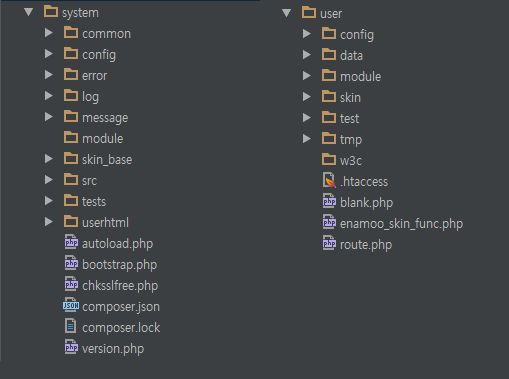 system
common
config
error
log
message
module
skin_base
src
tests
userhtml
autoload.php
bootstrap.php
chksslfree.php
composer.json
composer.lock
version.php
user
config
data
module
skin
test
tmp
w3c
.htaccess
blank.php
enamoo_skin_func.php
route.php